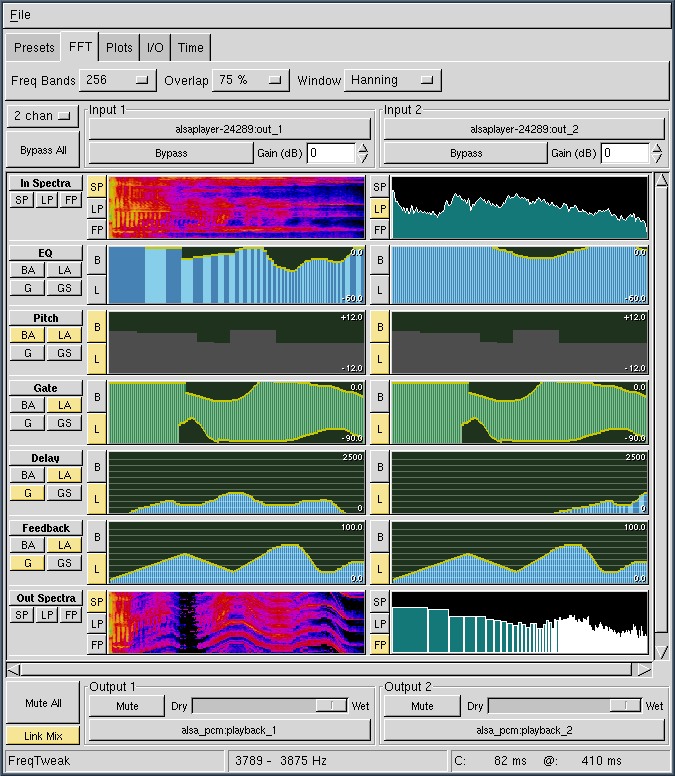 File
Presets FFT Plots I/O Time
Freq Bands 256 Overlap 75 % Window Hanning
2 chan Input 1 Input 2
alsaplayer-24289:out_1 alsaplayer-24289:out_2
Bypass All Bypass Gain (dB) 0 Bypass Gain (dB) 0
In Spectra SP SP
SP LP FP LP LP
FP FP
EQ B 0.0 B 0.0
BA LA
G GS L -60.0 L -60.0
Pitch B +12.0 B +12.0
BA LA
G GS L -12.0 L -12.0
Gate B 0.0 B 0.0
BA LA
G GS L -90.0 L -90.0
Delay B 2500 B 2500
BA LA
G GS L 0 L 0
Feedback B 100.0 B 100.0
BA LA
G GS L 0.0 L 0.0
Out Spectra SP SP
SP LP FP LP LP
FP FP
Mute All Output 1 Output 2
Mute Dry Wet Mute Dry Wet
Link Mix alsa_pcm:playback_1 alsa_pcm:playback_2
FreqTweak 3789 - 3875 Hz C: 82 ms @: 410 ms